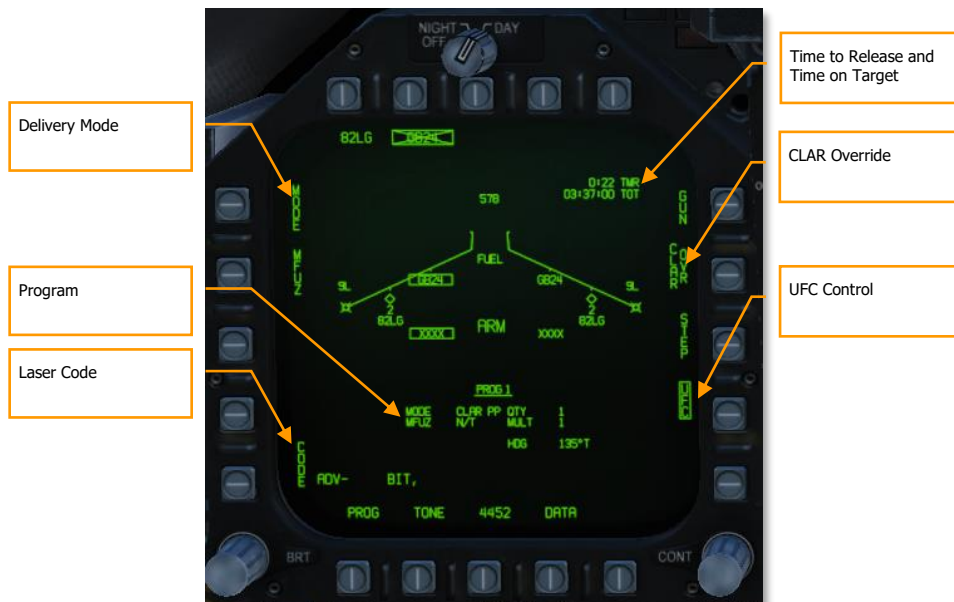 NIGHT DAY
OFF
Time to Release and
Time on Target
Delivery Mode
82LG GB24
CLAR Override
0:22 TMR
03:37:00 TOT
MODE
578
GUN
MFUZ
FUEL
CLAR
OVR
9L GB24 GB24 9L
Program
UFC Control
2 2
82LG 82LG
XXXX ARM XXXX
STEP
Laser Code
PROG 1
UFC
MODE CLAR PP QTY 1
MFUZ N/T MULT 1
HDG 135°T
CODE
ADV- BIT,
PROG TONE 4452 DATA
BRT CONT